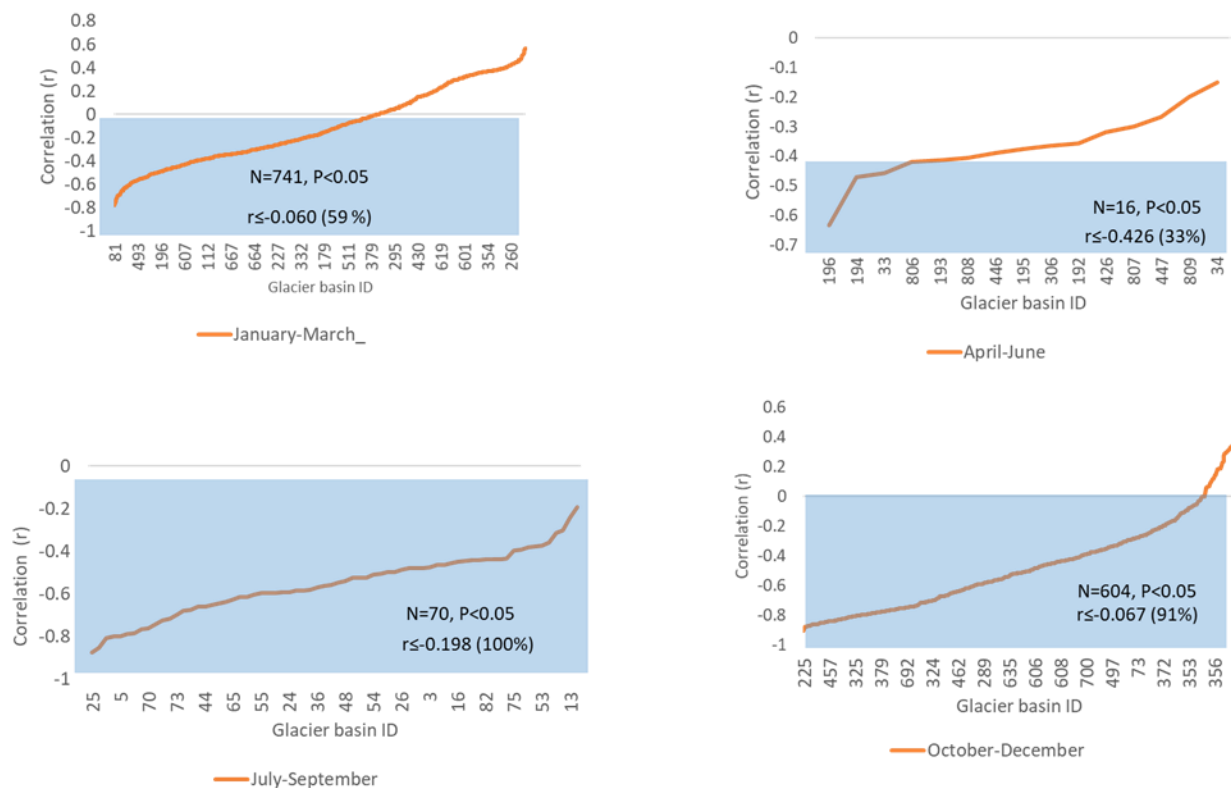 0.8
0.6
0.4
0.2
0
-0.2
-0.4
-0.6
-0.8
-1
Correlation (r)
N=741, P<0.05
r≤-0.060 (59 %)
81 493 196 607 112 667 664 227 332 179 511 379 295 430 619 601 354 260
Glacier basin ID
January-March_
0
-0.1
-0.2
-0.3
-0.4
-0.5
-0.6
-0.7
Correlation (r)
N=16, P<0.05
r≤-0.426 (33%)
196 194 33 806 193 808 446 195 306 192 426 807 447 809 34
Glacier basin ID
April-June
0
-0.2
-0.4
-0.6
-0.8
-1
Correlation (r)
N=70, P<0.05
r≤-0.198 (100%)
25 5 70 73 44 65 55 24 36 48 54 26 3 16 82 75 53 13
Glacier basin ID
July-September
0.6
0.4
0.2
0
-0.2
-0.4
-0.6
-0.8
-1
Correlation (r)
N=604, P<0.05
r≤-0.067 (91%)
225 457 325 379 692 324 462 289 635 606 608 700 497 73 372 353 356
Glacier basin ID
October-December